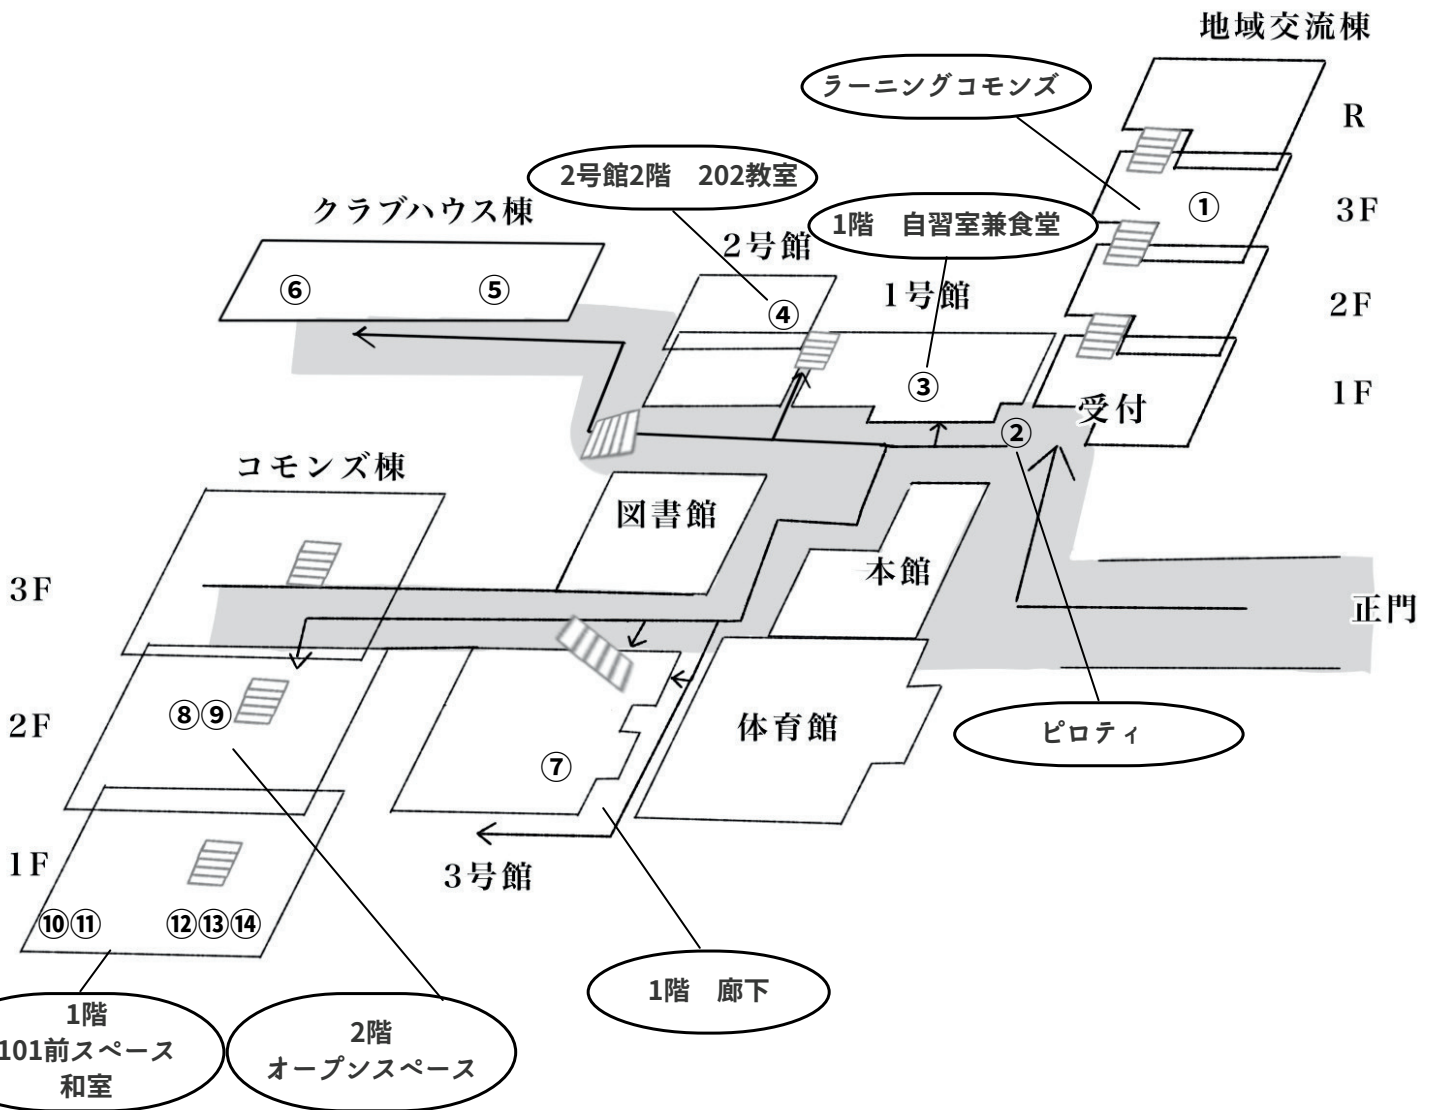 地域交流棟
ラーニングコモンズ
R
2号館2階　202教室
クラブハウス棟
1階　自習室兼食堂
①
3F
2号館
⑥
⑤
④
1号館
2F
③
1F
受付
②
コモンズ棟
図書館
本館
3F
正門
⑧⑨
2F
体育館
ピロティ
⑦
1F
3号館
⑩⑪
⑫⑬⑭
1階　廊下
1階
101前スペース
和室
2階
オープンスペース